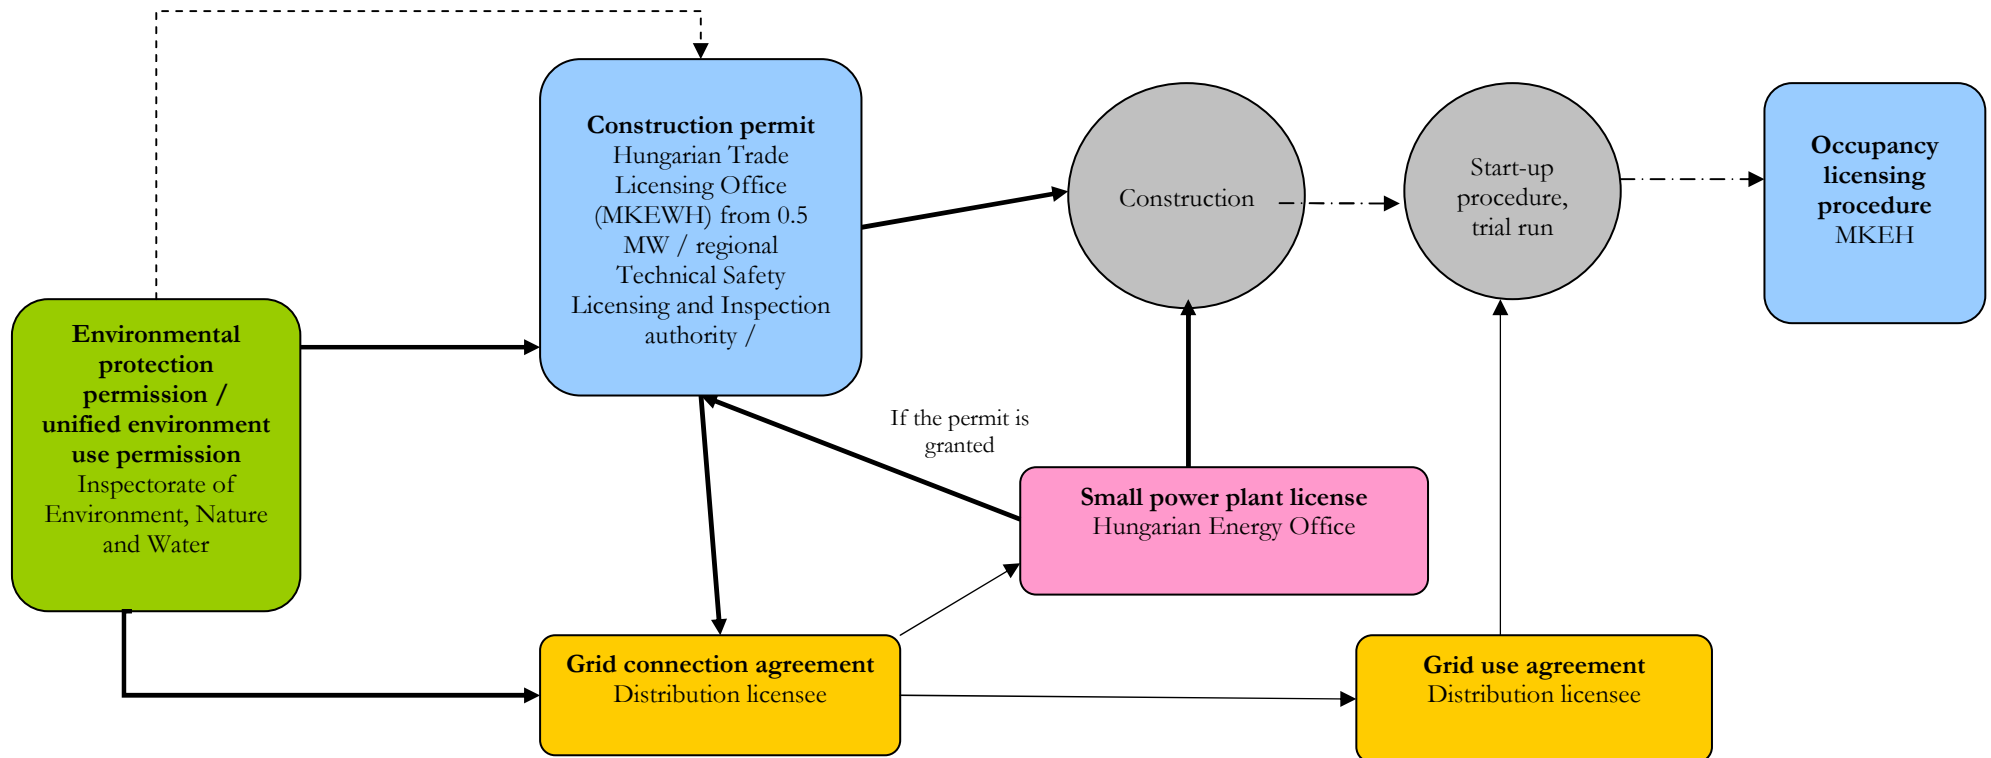 Construction permit
Hungarian Trade
Licensing Office
(MKEWH) from 0.5
MW / regional
Technical Safety
Licensing and Inspection
authority /
Construction
Start-up
procedure,
trial run
Occupancy
licensing
procedure
MKEH
Environmental
protection
permission /
unified environment
use permission
Inspectorate of
Environment, Nature
and Water
If the permit is
granted
Small power plant license
Hungarian Energy Office
Grid connection agreement
Distribution licensee
Grid use agreement
Distribution licensee